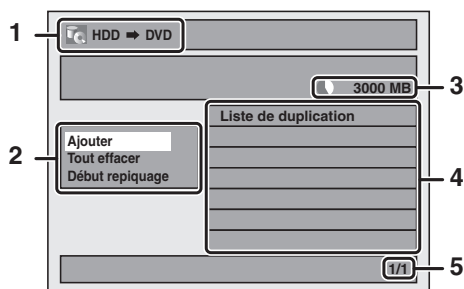 1
HDD ➡ DVD
3000 MB
3
Liste de duplication
2
Ajouter
Tout effacer
Début repiquage
4
1/1
5